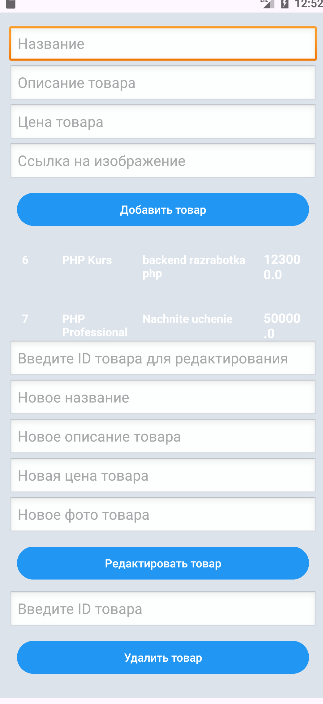 12:52
Название
Описание товара
Цена товара
Ссылка на изображение
Добавить товар
6 PHP Kurs backend razrabotka 12300
php 0.0
7 PHP Nachnite uchenie 50000
Professional .0
Введите ID товара для редактирования
Новое название
Новое описание товара
Новая цена товара
Новое фото товара
Редактировать товар
Введите ID товара
Удалить товар